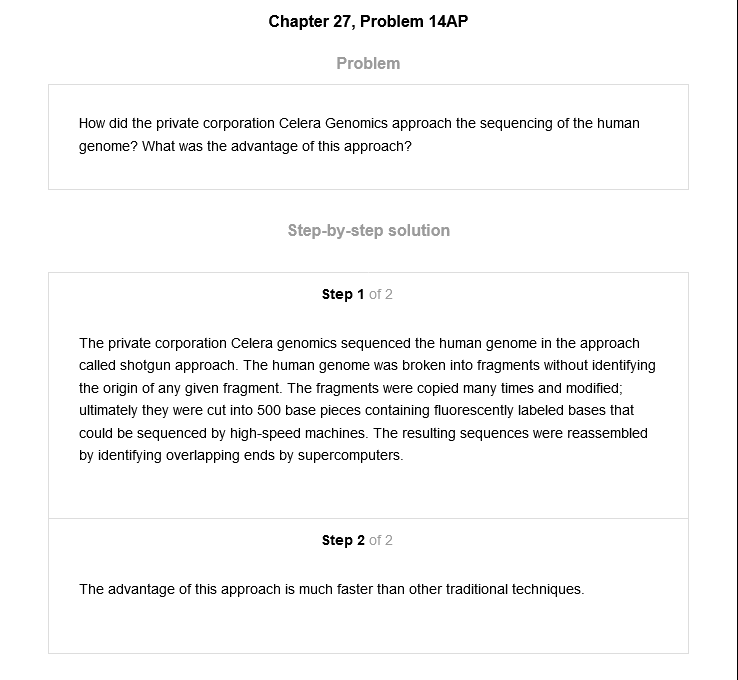 Chapter 27, Problem 14AP
Problem
How did the private corporation Celera Genomics approach the sequencing of the human
genome? What was the advantage of this approach?
Step-by-step solution
Step 1 of 2
The private corporation Celera genomics sequenced the human genome in the approach
called shotgun approach. The human genome was broken into fragments without identifying
the origin of any given fragment. The fragments were copied many times and modified;
ultimately they were cut into 500 base pieces containing fluorescently labeled bases that
could be sequenced by high-speed machines. The resulting sequences were reassembled
by identifying overlapping ends by supercomputers.
Step 2 of 2
The advantage of this approach is much faster than other traditional techniques.